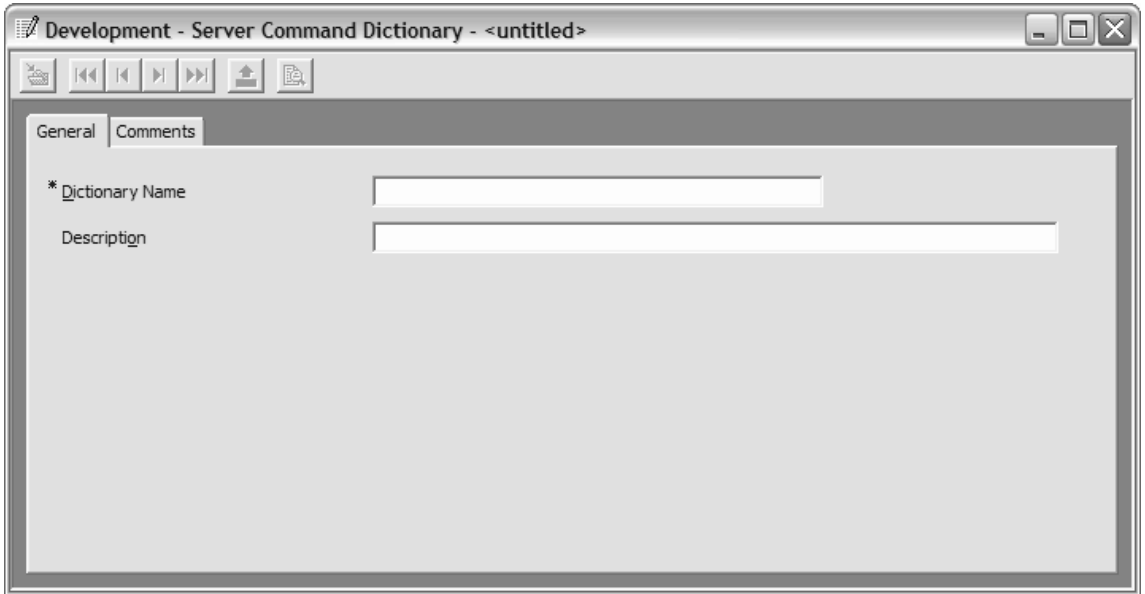 Development - Server Command Dictionary - <untitled>
General Comments
* Dictionary Name
Description